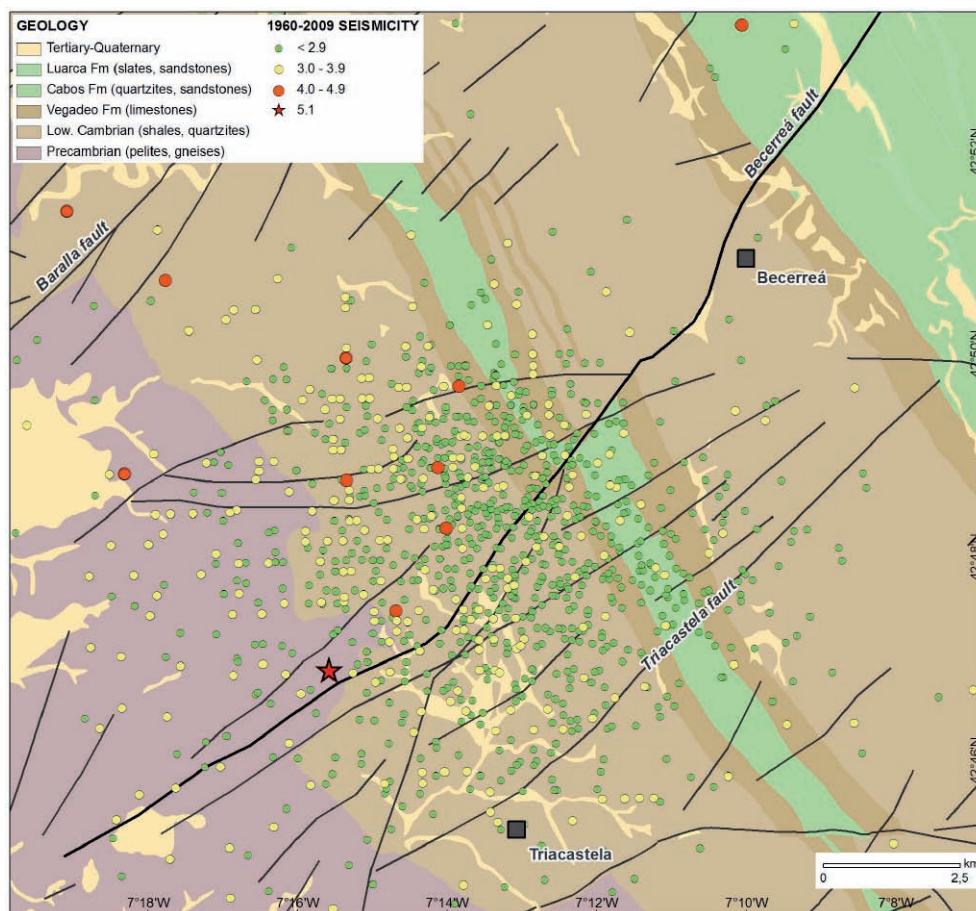 GEOLOGY
Tertiary-Quaternary
Luarca Fm (slates, sandstones)
Cabos Fm (quartzites, sandstones)
Vegadeo Fm (limestones)
Low. Cambrian (shales, quartzites)
Precambrian (pelites, gneises)
1960-2009 SEISMICITY
< 2.9
3.0 - 3.9
4.0 - 4.9
5.1
Becerreá fault
42°52'N
Baralla fault
Becerreá
42°50'N
42°48'N
Triacastela fault
42°46'N
Triacastela
km
0 2,5
7°18'W 7°16'W 7°14'W 7°12'W 7°10'W 7°8'W